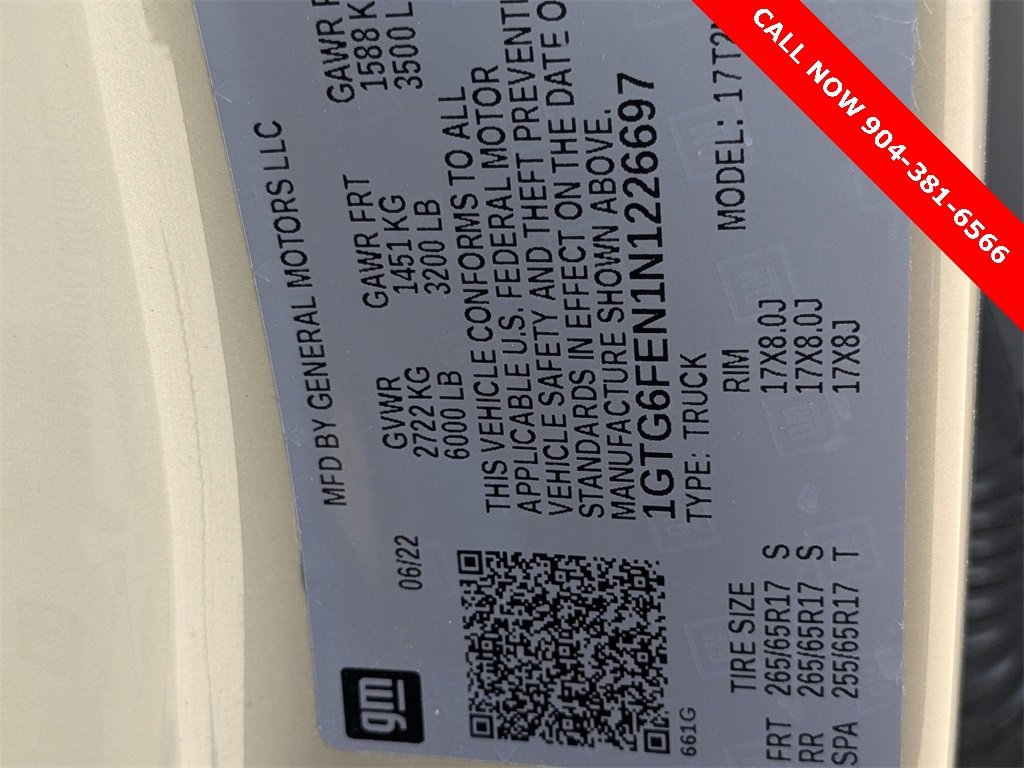 CALL NOW 904-381-6566
gm
MFD BY GENERAL MOTORS LLC
06/22
GVWR GAWR FRT GAWR
2722 KG 1451 KG 1588 K
6000 LB 3200 LB 3500 L
THIS VEHICLE CONFORMS TO ALL
APPLICABLE U.S. FEDERAL MOTOR
VEHICLE SAFETY AND THEFT PREVENTI
STANDARDS IN EFFECT ON THE DATE O
MANUFACTURE SHOWN ABOVE.
1GTG6FEN1N1226697
661G TYPE: TRUCK MODEL: 17T2
TIRE SIZE RIM
FRT 265/65R17 S 17X8.0J
RR 265/65R17 S 17X8.0J
SPA 255/65R17 T 17X8J